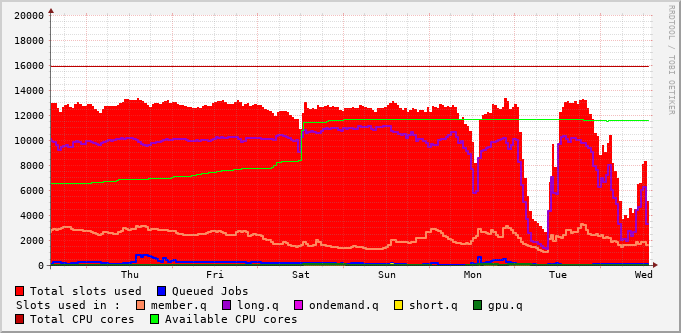 20000
18000
16000
14000
12000
10000
8000
6000
4000
2000
0
Thu Fri Sat Sun Mon Tue Wed
RRDTOOL / TOBI OETIKER
Total slots used Queued Jobs
Slots used in : member.q long.q ondemand.q short.q gpu.q
Total CPU cores Available CPU cores